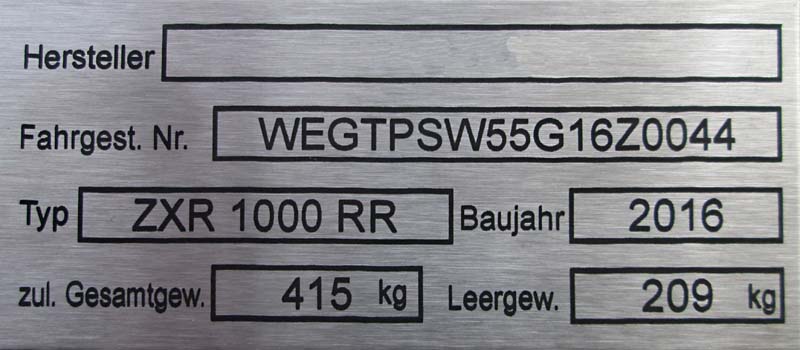 Hersteller
Fahrgest. Nr. WEGTPSW55G16Z0044
Typ ZXR 1000 RR Baujahr 2016
zul. Gesamtgew. 415 kg Leergew. 209 kg